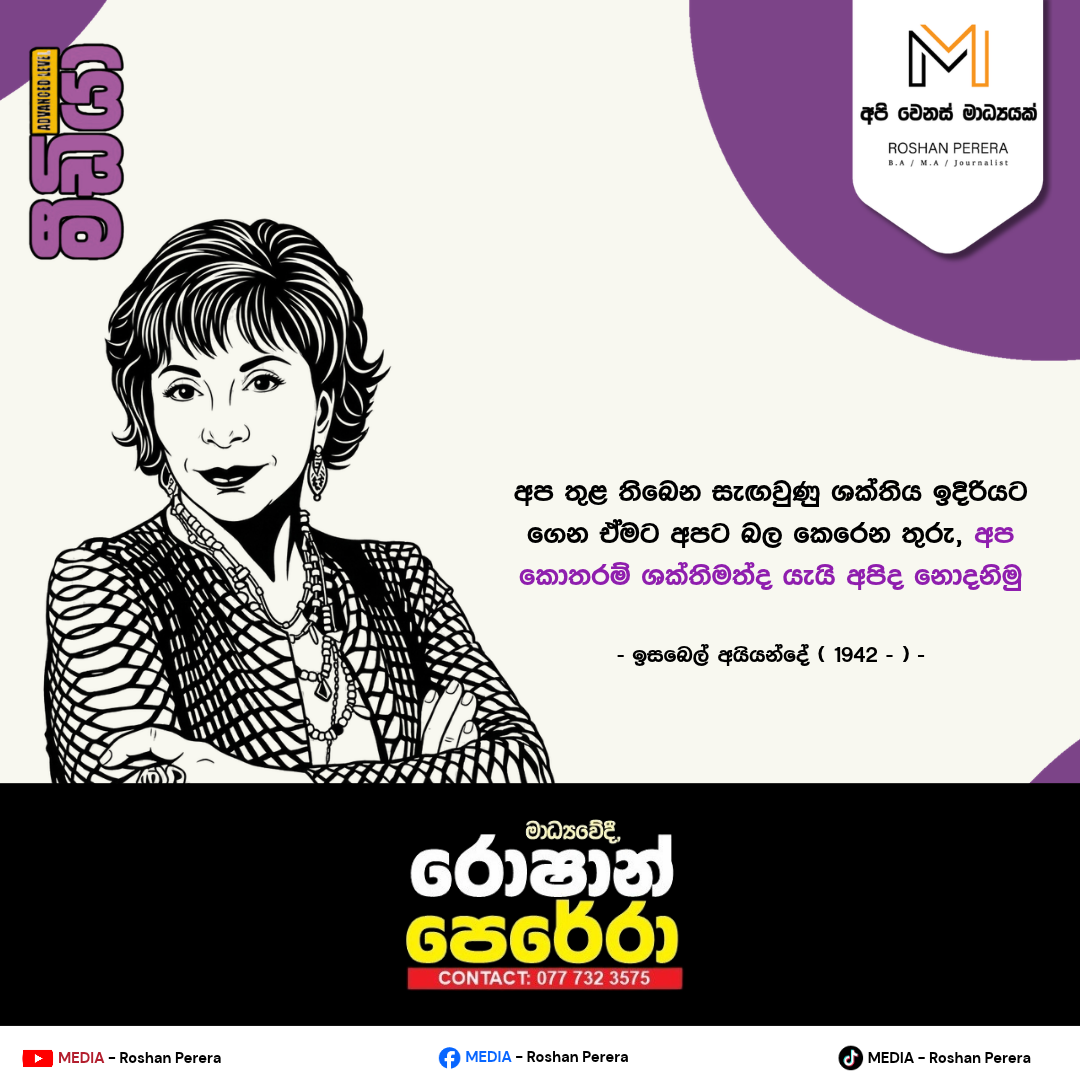 ADVANCED LEVEL
මීඩියා
අපි වෙනස් මාධ්‍යයක්
ROSHAN PERERA
B.A / M.A / Journalist
අප තුළ තිබෙන සැඟවුණු ශක්තිය ඉදිරියට
ගෙන ඒමට අපට බල කෙරෙන තුරු, අප
කොතරම් ශක්තිමත්ද යැයි අපිද නොදනිමු
- ඉසබෙල් අයියන්දේ ( 1942 - ) -
මාධ්‍යවේදී,
රොෂාන්
පෙරේරා
CONTACT: 077 732 3575
MEDIA - Roshan Perera
MEDIA - Roshan Perera
MEDIA - Roshan Perera